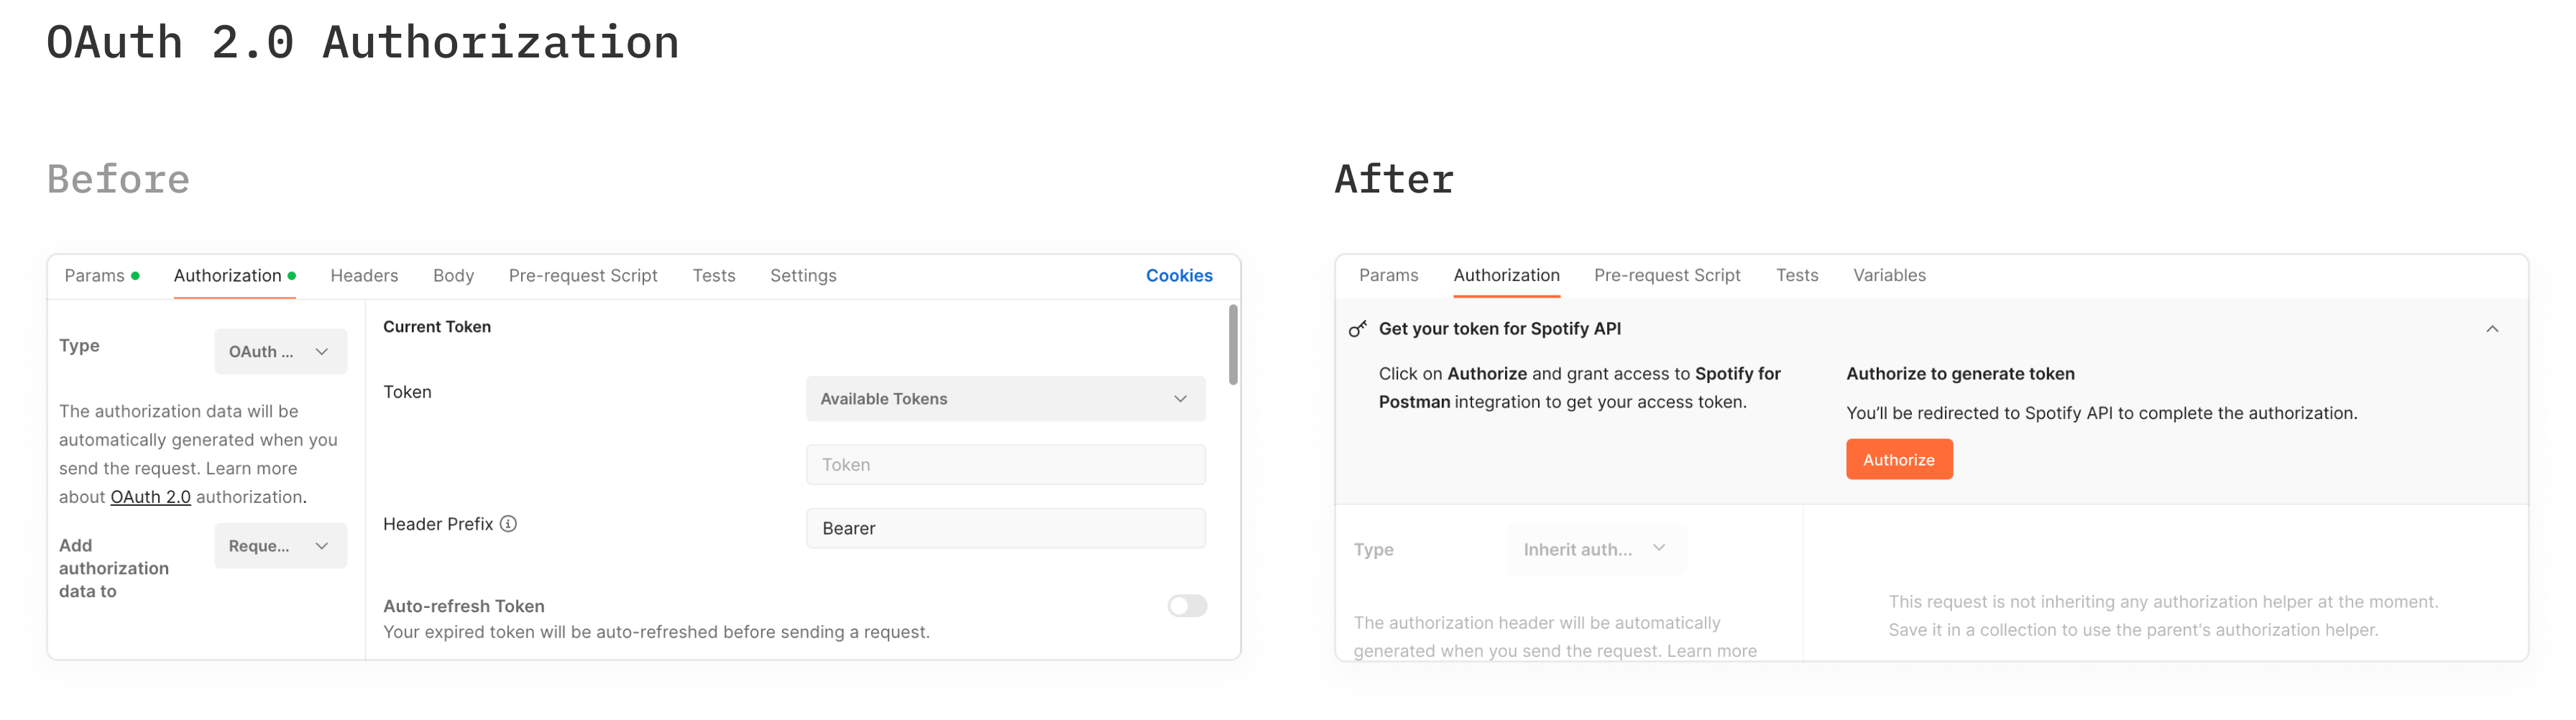 OAuth 2.0 Authorization
Before
Params Authorization Headers Body Pre-request Script Tests Settings Cookies
Type
OAuth ...
The authorization data will be
automatically generated when you
send the request. Learn more
about OAuth 2.0 authorization.
Add
authorization
data to
Reque...
Current Token
Token
Available Tokens
Token
Header Prefix
Bearer
Auto-refresh Token
Your expired token will be auto-refreshed before sending a request.
After
Params Authorization Pre-request Script Tests Variables
Get your token for Spotify API
Click on Authorize and grant access to Spotify for
Postman integration to get your access token.
Authorize to generate token
You'll be redirected to Spotify API to complete the authorization.
Authorize
Type
Inherit auth...
The authorization header will be automatically
generated when you send the request. Learn more
This request is not inheriting any authorization helper at the moment.
Save it in a collection to use the parent's authorization helper.